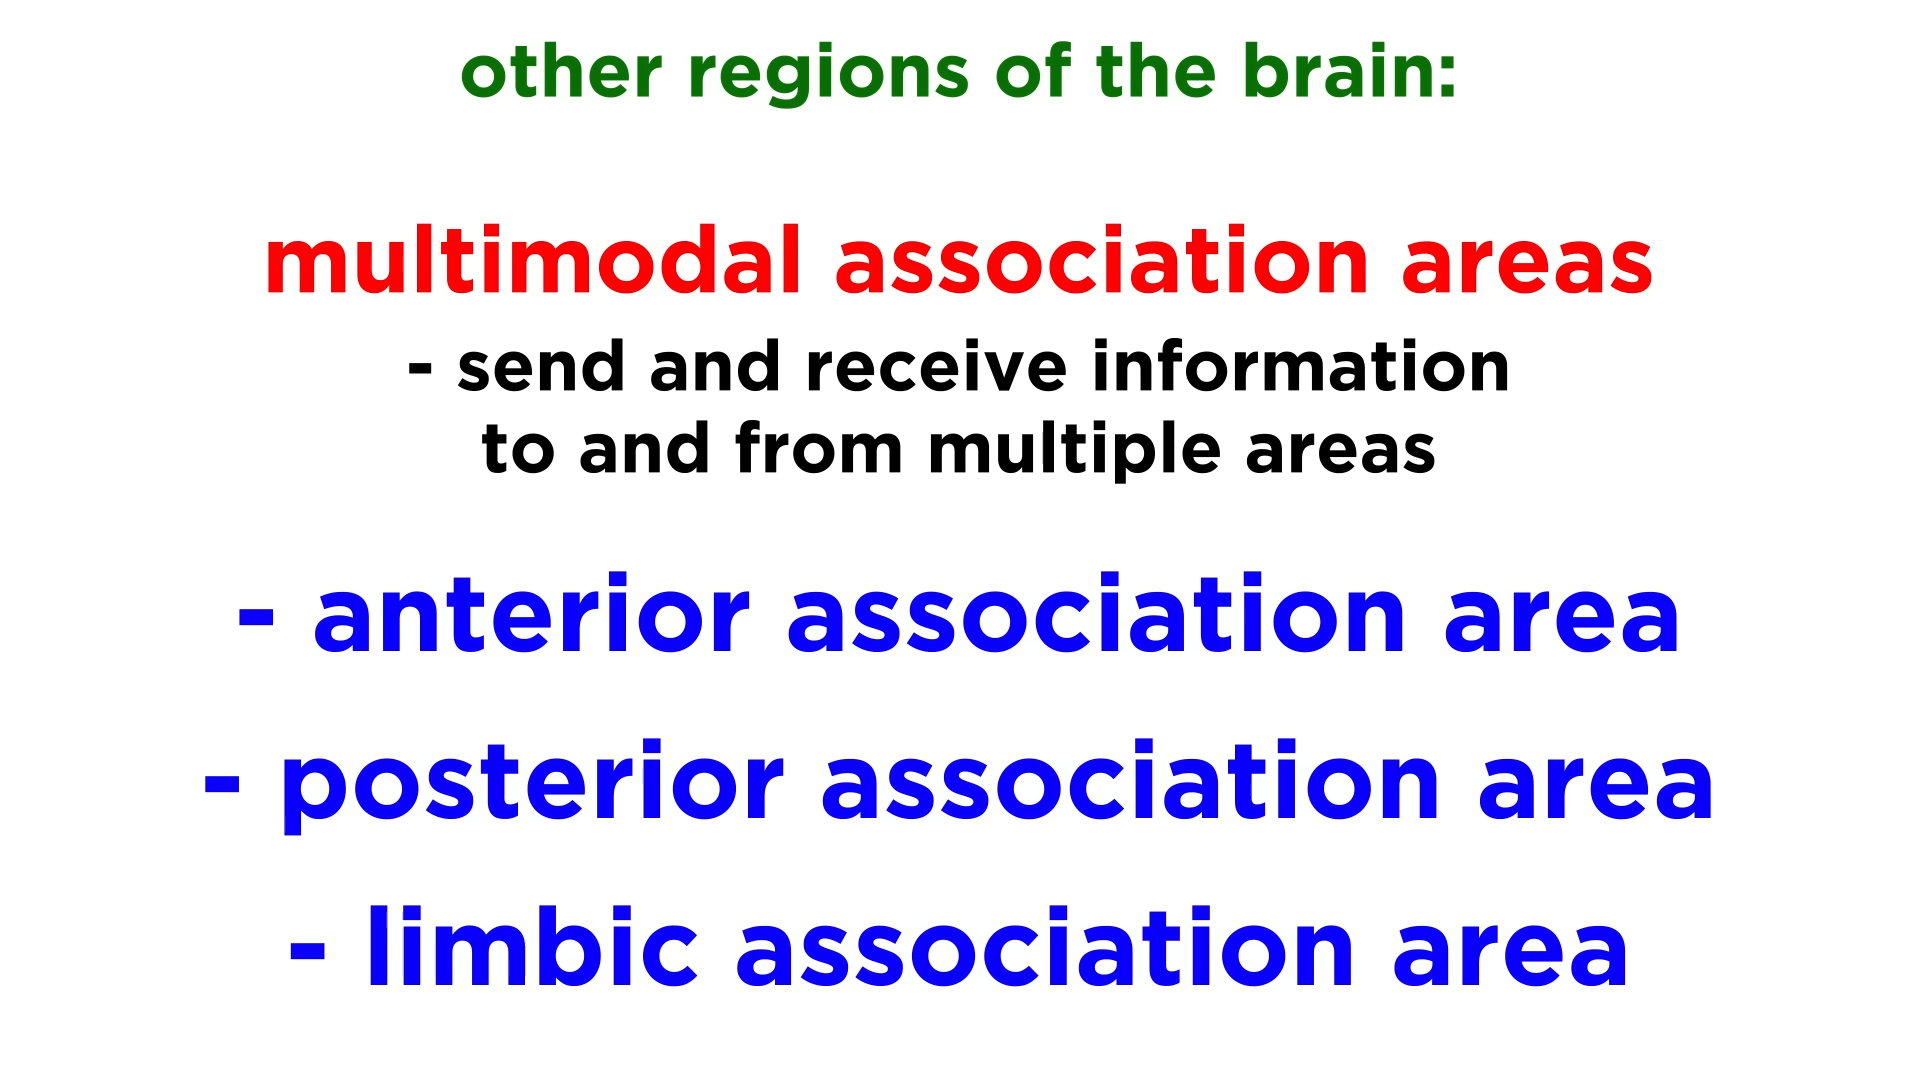 other regions of the brain:
multimodal association areas
- send and receive information
to and from multiple areas
- anterior association area
- posterior association area
- limbic association area